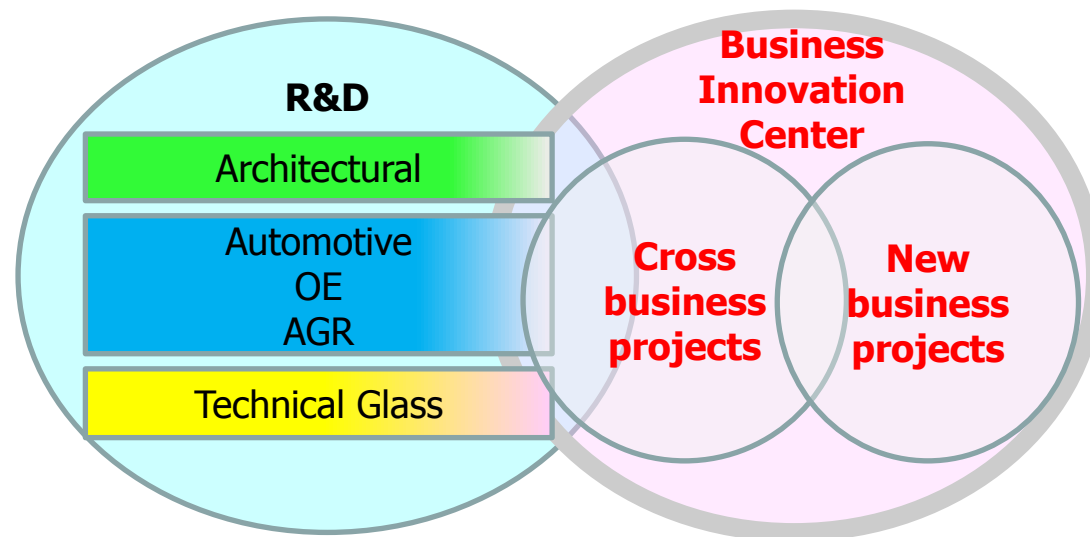 R&D
Architectural
Automotive
OE
AGR
Technical Glass
Business
Innovation
Center
Cross
business
projects
New
business
projects